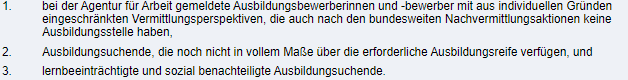 1. bei der Agentur für Arbeit gemeldete Ausbildungsbewerberinnen und -bewerber mit aus individuellen Gründen
eingeschränkten Vermittlungsperspektiven, die auch nach den bundesweiten Nachvermittlungsaktionen keine
Ausbildungsstelle haben,
2. Ausbildungsuchende, die noch nicht in vollem Maße über die erforderliche Ausbildungsreife verfügen, und
3. lernbeeinträchtigte und sozial benachteiligte Ausbildungsuchende.